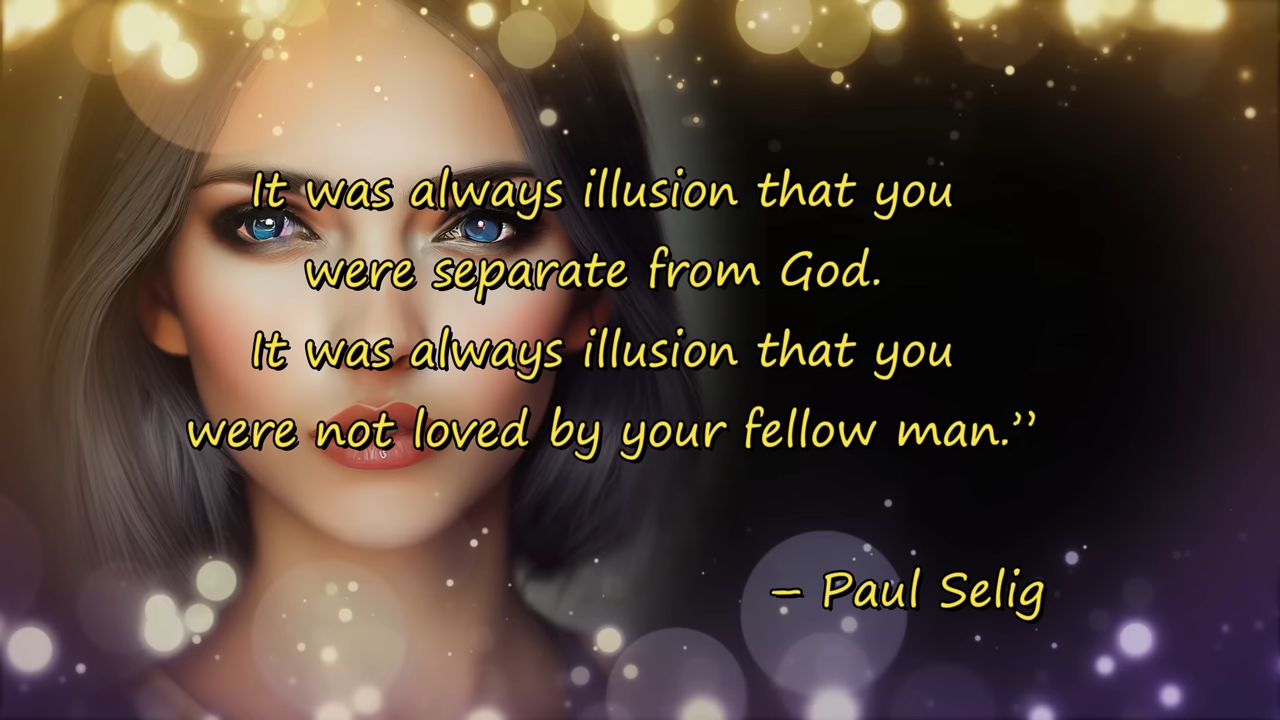 It was always illusion that you
were separate from God.
It was always illusion that you
were not loved by your fellow man.”
– Paul Selig